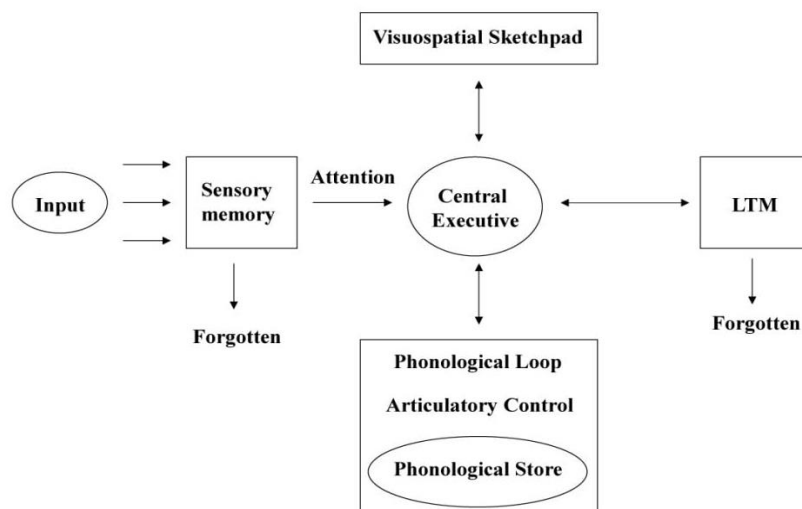 Visuospatial Sketchpad
Input
Sensory
memory
Attention
Central
Executive
LTM
Forgotten
Forgotten
Phonological Loop
Articulatory Control
Phonological Store